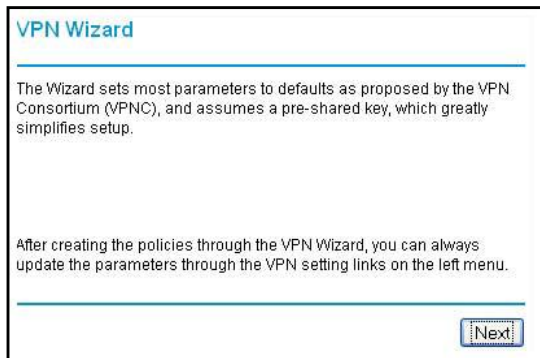 VPN Wizard
The Wizard sets most parameters to defaults as proposed by the VPN
Consortium (VPNC), and assumes a pre-shared key, which greatly
simplifies setup.
After creating the policies through the VPN Wizard, you can always
update the parameters through the VPN setting links on the left menu.
Next